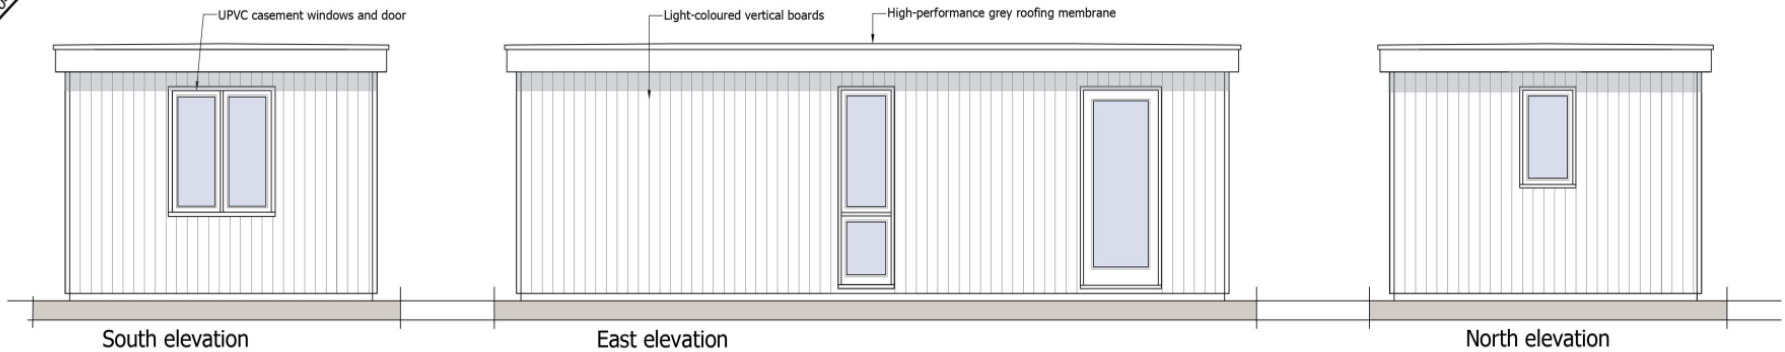 UPVC casement windows and door
Light-coloured vertical boards
High-performance grey roofing membrane
South elevation
East elevation
North elevation